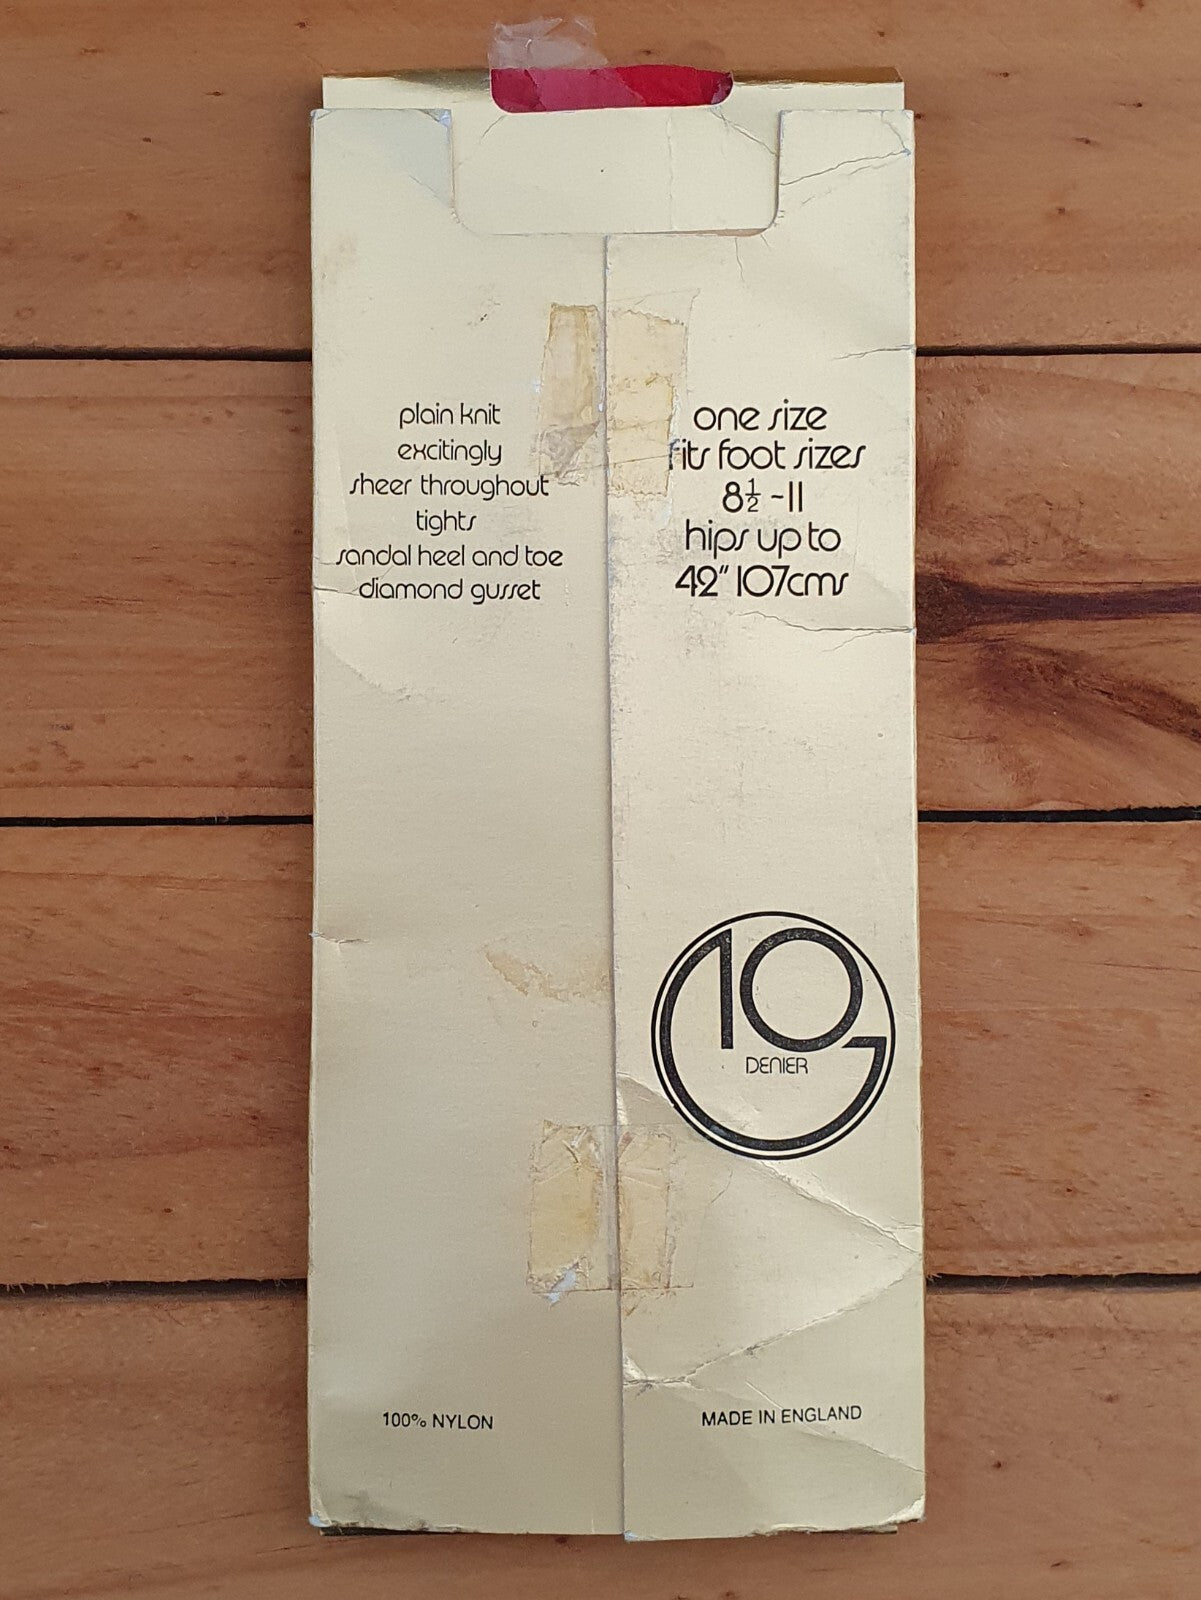 plain knit
excitingly
sheer throughout
tights
sandal heel and toe
diamond gusset
one size
fits foot sizes
8½ -11
hips up to
42" 107cms
10
DENIER
100% NYLON
MADE IN ENGLAND